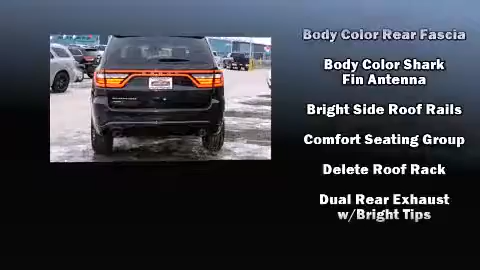 Body Color Rear Fascia
Body Color Shark
Fin Antenna
Bright Side Roof Rails
Comfort Seating Group
Delete Roof Rack
Dual Rear Exhaust
w/Bright Tips